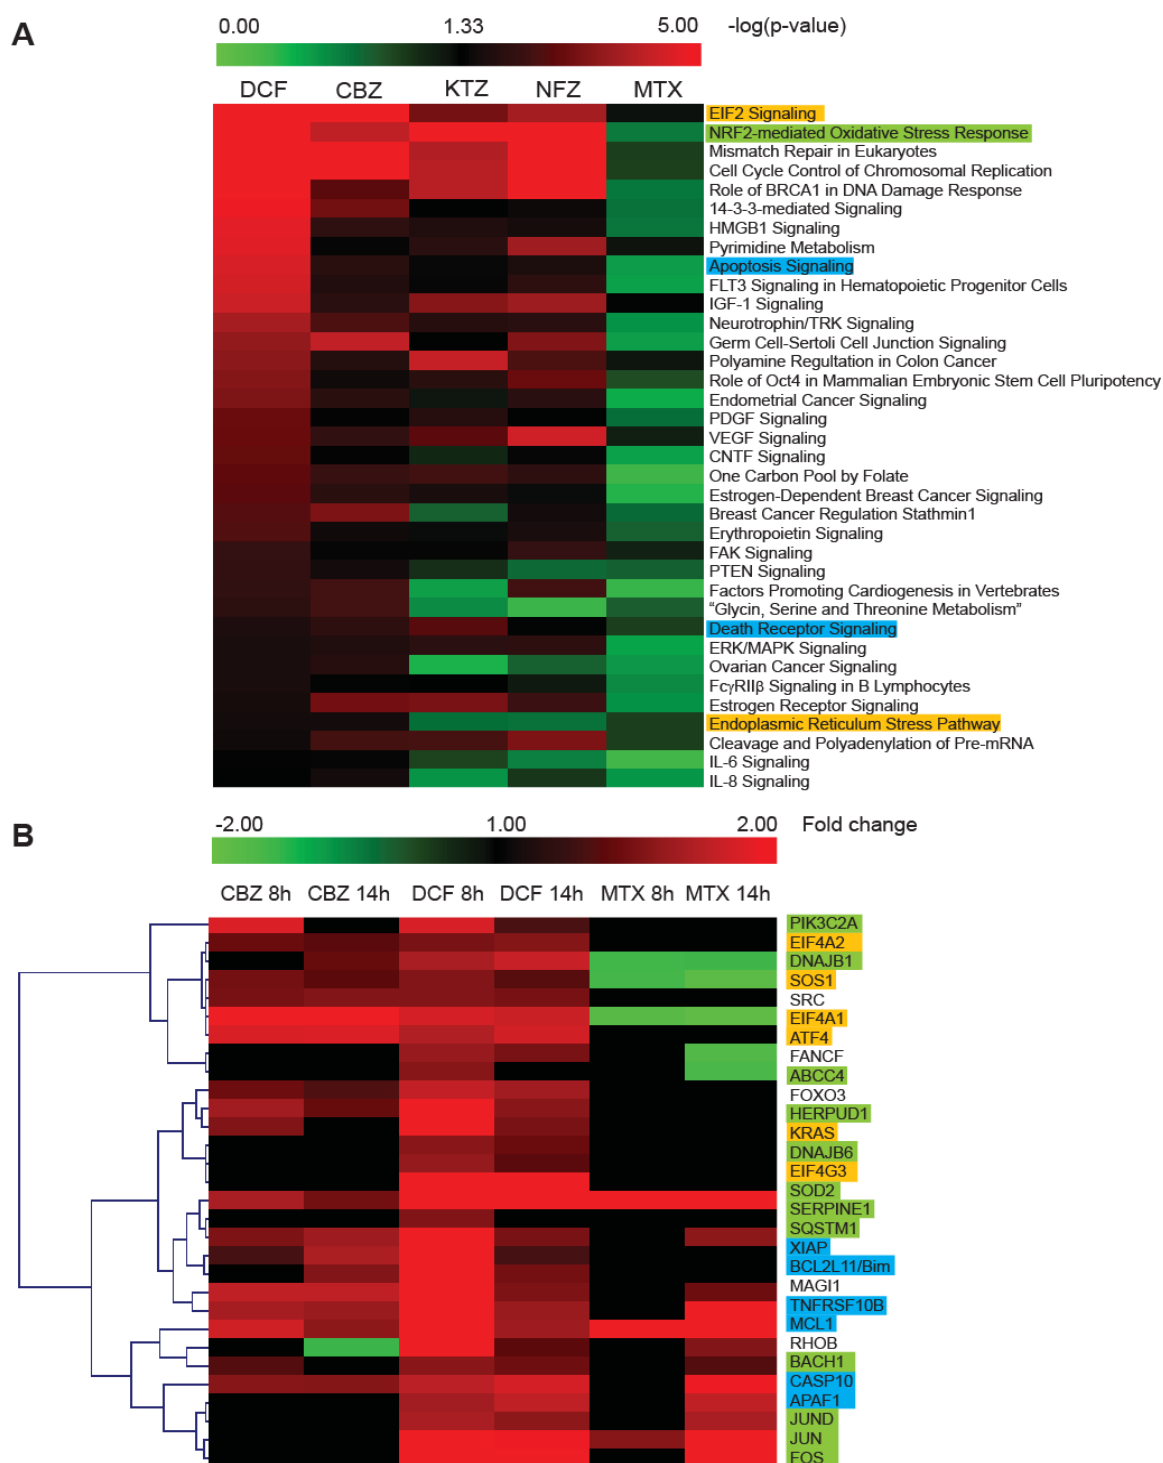 A
0.00 1.33 5.00 -log(p-value)
DCF CBZ KTZ NFZ MTX
EIF2 Signaling
NRF2-mediated Oxidative Stress Response
Mismatch Repair in Eukaryotes
Cell Cycle Control of Chromosomal Replication
Role of BRCA1 in DNA Damage Response
14-3-3-mediated Signaling
HMGB1 Signaling
Pyrimidine Metabolism
Apoptosis Signaling
FLT3 Signaling in Hematopoietic Progenitor Cells
IGF-1 Signaling
Neurotrophin/TRK Signaling
Germ Cell-Sertoli Cell Junction Signaling
Polyamine Regultation in Colon Cancer
Role of Oct4 in Mammalian Embryonic Stem Cell Pluripotency
Endometrial Cancer Signaling
PDGF Signaling
VEGF Signaling
CNTF Signaling
One Carbon Pool by Folate
Estrogen-Dependent Breast Cancer Signaling
Breast Cancer Regulation Stathmin1
Erythropoietin Signaling
FAK Signaling
PTEN Signaling
Factors Promoting Cardiogenesis in Vertebrates
“Glycin, Serine and Threonine Metabolism”
Death Receptor Signaling
ERK/MAPK Signaling
Ovarian Cancer Signaling
FcγRIIβ Signaling in B Lymphocytes
Estrogen Receptor Signaling
Endoplasmic Reticulum Stress Pathway
Cleavage and Polyadenylation of Pre-mRNA
IL-6 Signaling
IL-8 Signaling
B
-2.00 1.00 2.00 Fold change
CBZ 8h CBZ 14h DCF 8h DCF 14h MTX 8h MTX 14h
PIK3C2A
EIF4A2
DNAJB1
SOS1
SRC
EIF4A1
ATF4
FANCF
ABCC4
FOXO3
HERPUD1
KRAS
DNAJB6
EIF4G3
SOD2
SERPINE1
SQSTM1
XIAP
BCL2L11/Bim
MAGI1
TNFRSF10B
MCL1
RHOB
BACH1
CASP10
APAF1
JUND
JUN
FOS